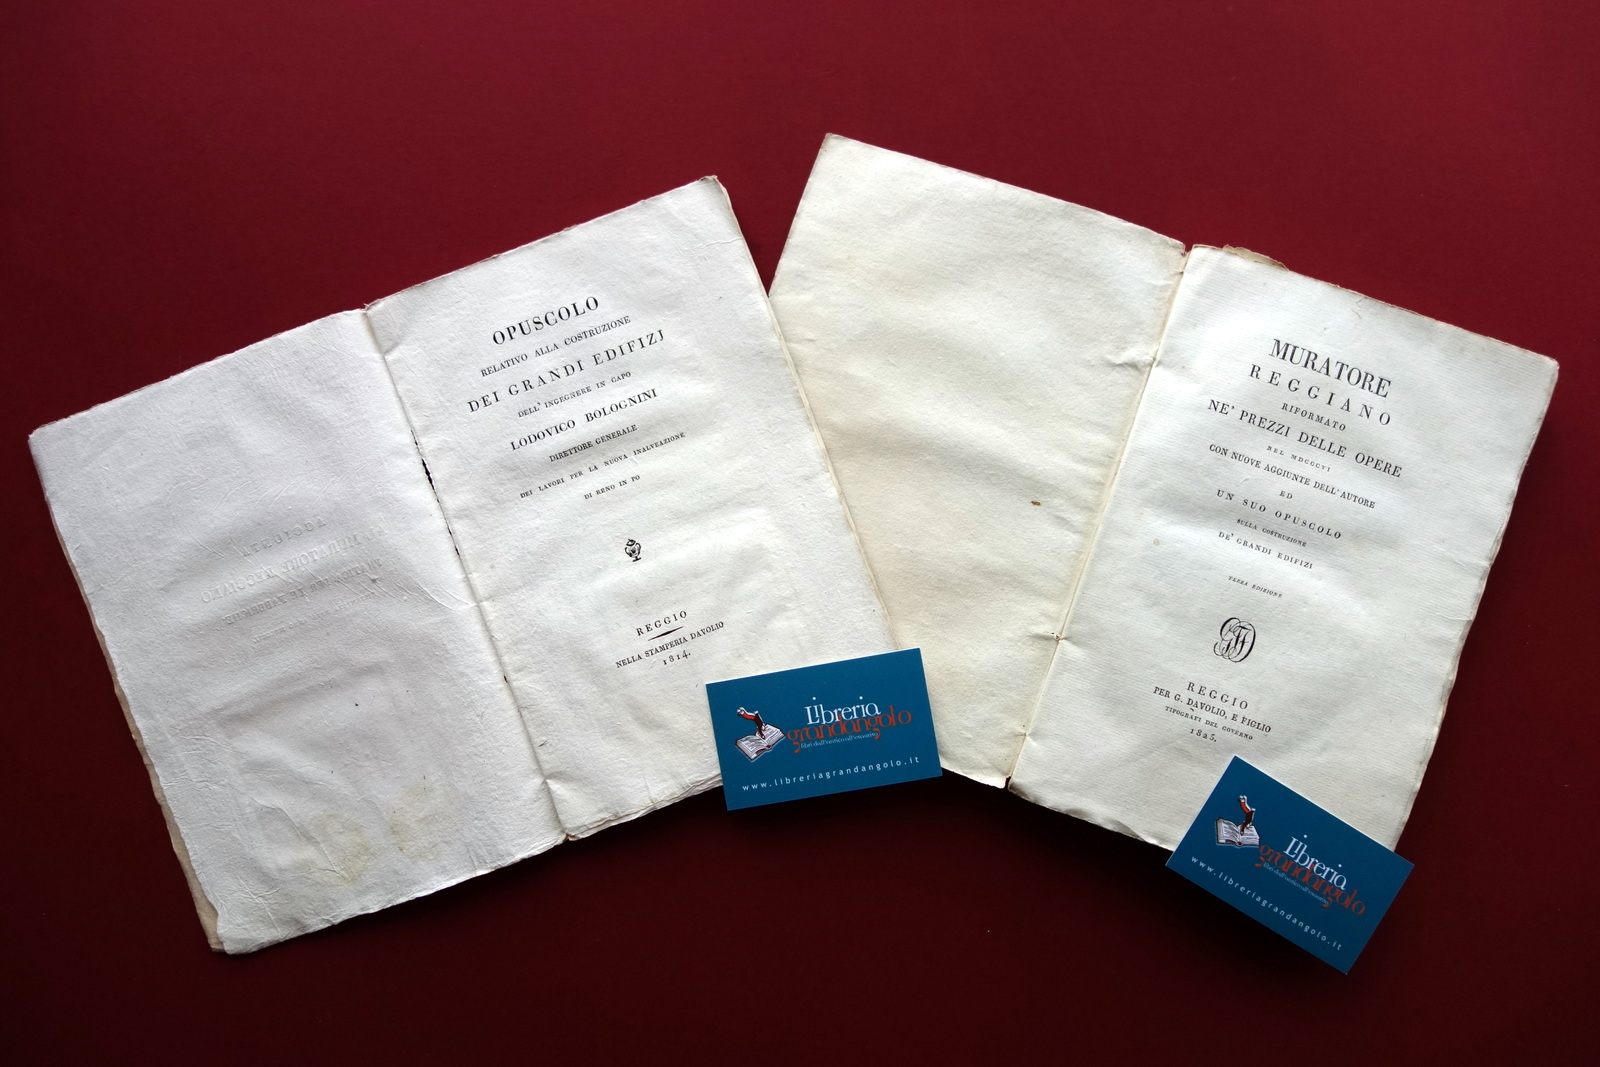 OPUSCOLO
RELATIVO ALLA COSTRUZIONE
DEI GRANDI EDIFIZJ
DELL' INGEGNERE IN CAPO
LODOVICO BOLOGNINI
DIRETTORE GENERALE
DEI LAVORI PER LA NUOVA INALVEAZIONE
DI RENO IN PO
REGGIO
NELLA STAMPERIA DAVOLIO
1814.
MURATORE
REGGIANO
RIFORMATO
NE' PREZZI DELLE OPERE
NEL MDCCCVI
CON NUOVE AGGIUNTE DELL' AUTORE
ED
UN SUO OPUSCOLO
SULLA COSTRUZIONE
DE' GRANDI EDIFIZI
TERZA EDIZIONE
REGGIO
PER G. DAVOLIO, E FIGLIO
TIPOGRAFI DEL GOVERNO
1825.
Libreria
grandangolo
www.libreriagrandangolo.it
Libreria
grandangolo
www.libreriagrandangolo.it